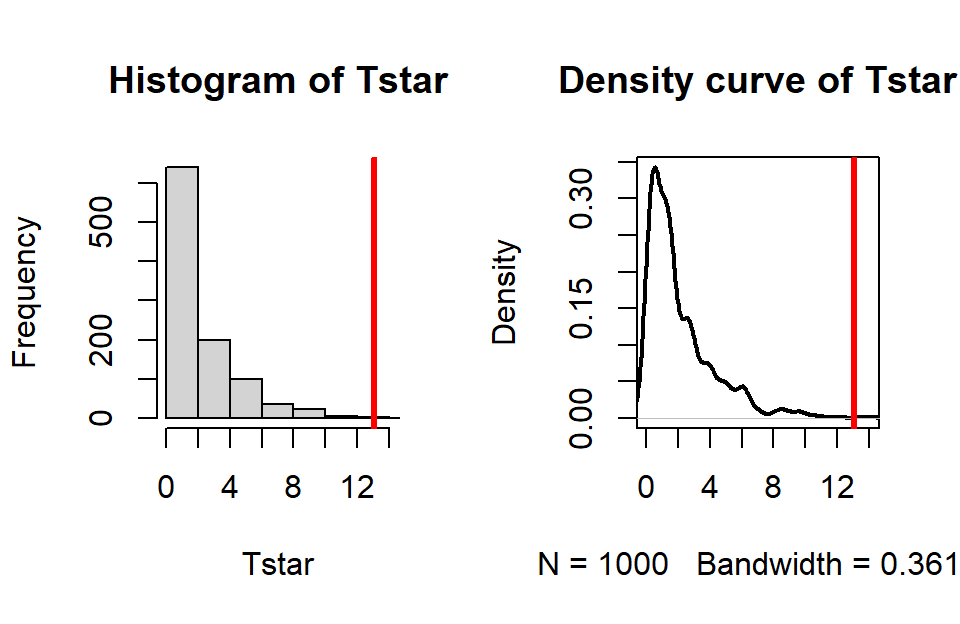 Histogram of Tstar
Frequency
0 200 500
0 4 8 12
Tstar
Density curve of Tstar
Density
0.00 0.15 0.30
0 4 8 12
N = 1000 Bandwidth = 0.361